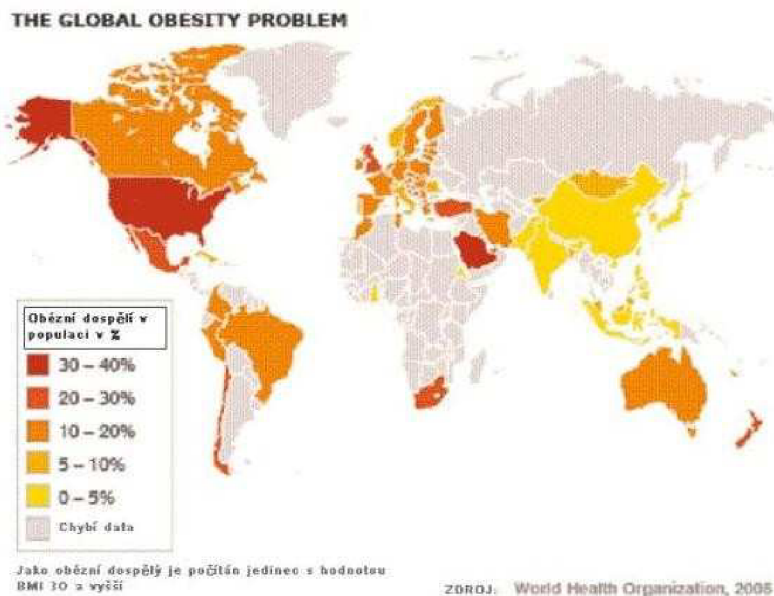 THE GLOBAL OBESITY PROBLEM
Obézní dospělí v
populaci v %
30 – 40%
20 – 30%
10 – 20%
5 – 10%
0 – 5%
Chybí data
Jako obézní dospělý je počítán jedinec s hodnotou
BMI 30 a vyšší
ZDROJ: World Health Organization,